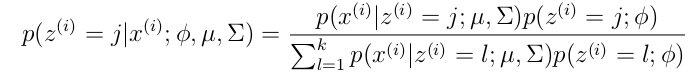 p(z^{(i)} = j|x^{(i)}; \phi, \mu, \Sigma) = \frac{p(x^{(i)}|z^{(i)} = j; \mu, \Sigma)p(z^{(i)} = j; \phi)}{\sum_{l=1}^{k} p(x^{(i)}|z^{(i)} = l; \mu, \Sigma)p(z^{(i)} = l; \phi)}